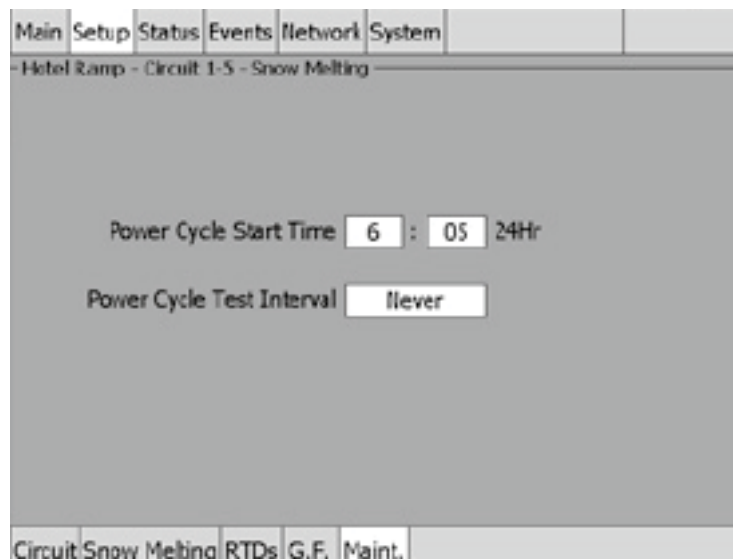 Main Setup Status Events Network System
Hotel Ramp - Circuit 1-5 - Snow Melting
Power Cycle Start Time 6 : 05 24Hr
Power Cycle Test Interval Never
Circuit Snow Melting RTDs G.F. Maint.